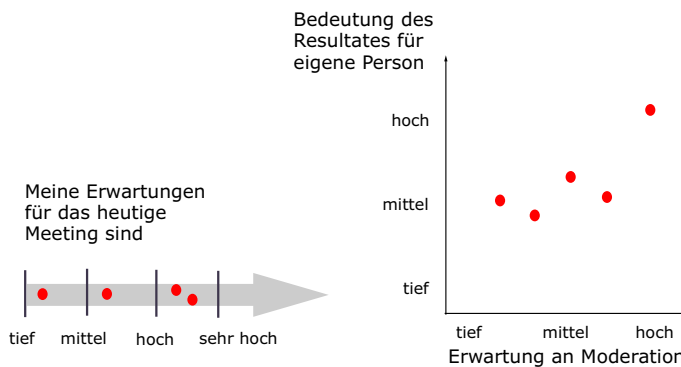 Meine Erwartungen
für das heutige
Meeting sind
tief mittel hoch sehr hoch
Bedeutung des
Resultates für
eigene Person
hoch
mittel
tief
tief mittel hoch
Erwartung an Moderation